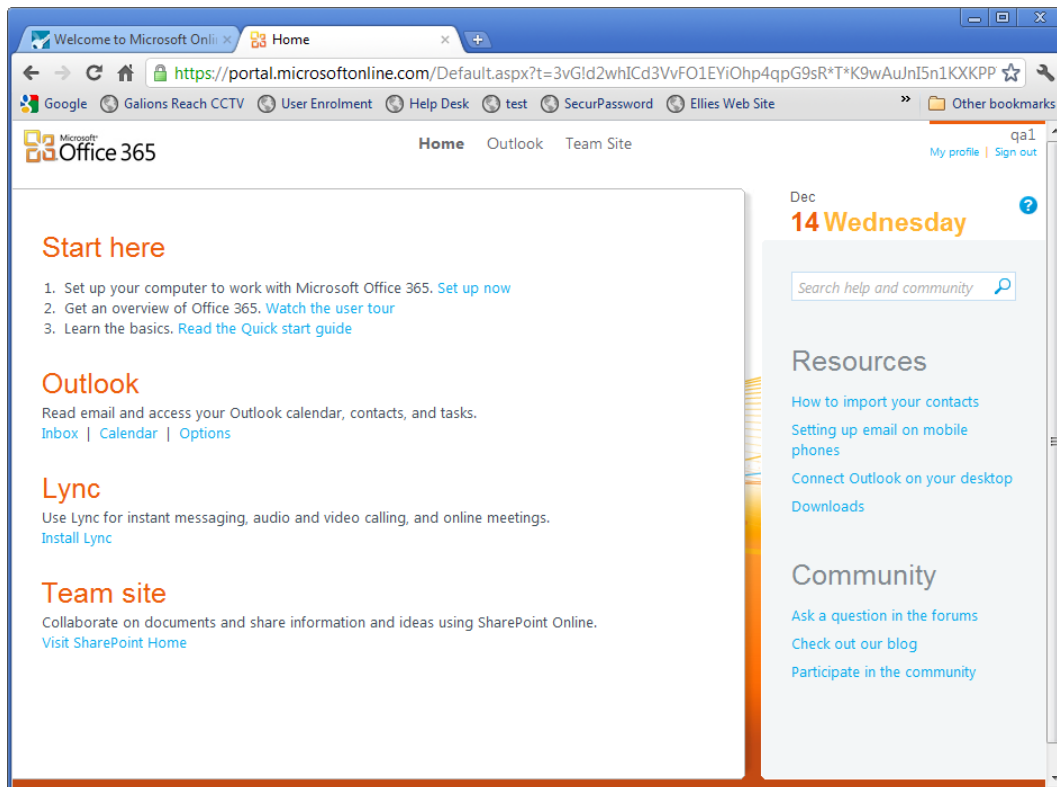 Welcome to Microsoft Onli
Home
https://portal.microsoftonline.com/Default.aspx?t=3vG!d2whICd3VvFO1EYiOhp4qpG9sR*T*K9wAuJnI5n1KXKPP
Google Galions Reach CCTV User Enrolment Help Desk test SecurPassword Ellies Web Site » Other bookmarks
Microsoft®
Office 365
Home Outlook Team Site
qa1
My profile | Sign out
Start here
1. Set up your computer to work with Microsoft Office 365. Set up now
2. Get an overview of Office 365. Watch the user tour
3. Learn the basics. Read the Quick start guide
Outlook
Read email and access your Outlook calendar, contacts, and tasks.
Inbox | Calendar | Options
Lync
Use Lync for instant messaging, audio and video calling, and online meetings.
Install Lync
Team site
Collaborate on documents and share information and ideas using SharePoint Online.
Visit SharePoint Home
Dec
14 Wednesday
?
Search help and community
Resources
How to import your contacts
Setting up email on mobile
phones
Connect Outlook on your desktop
Downloads
Community
Ask a question in the forums
Check out our blog
Participate in the community